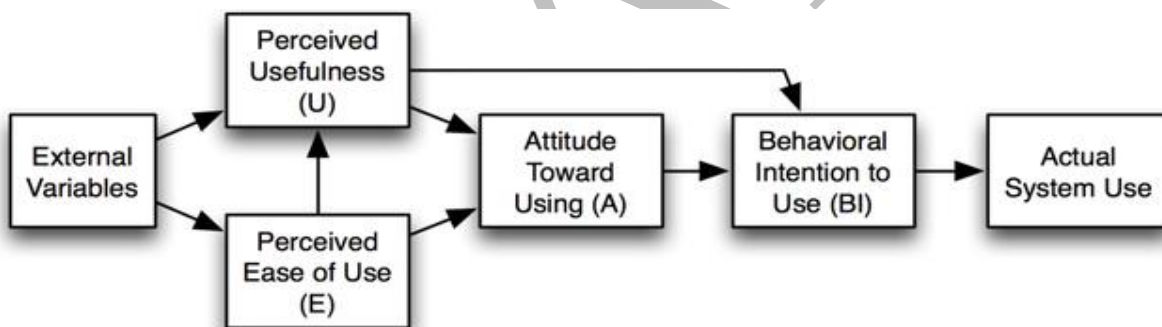 Perceived
Usefulness
(U)
External
Variables
Perceived
Ease of Use
(E)
Attitude
Toward
Using (A)
Behavioral
Intention to
Use (BI)
Actual
System Use